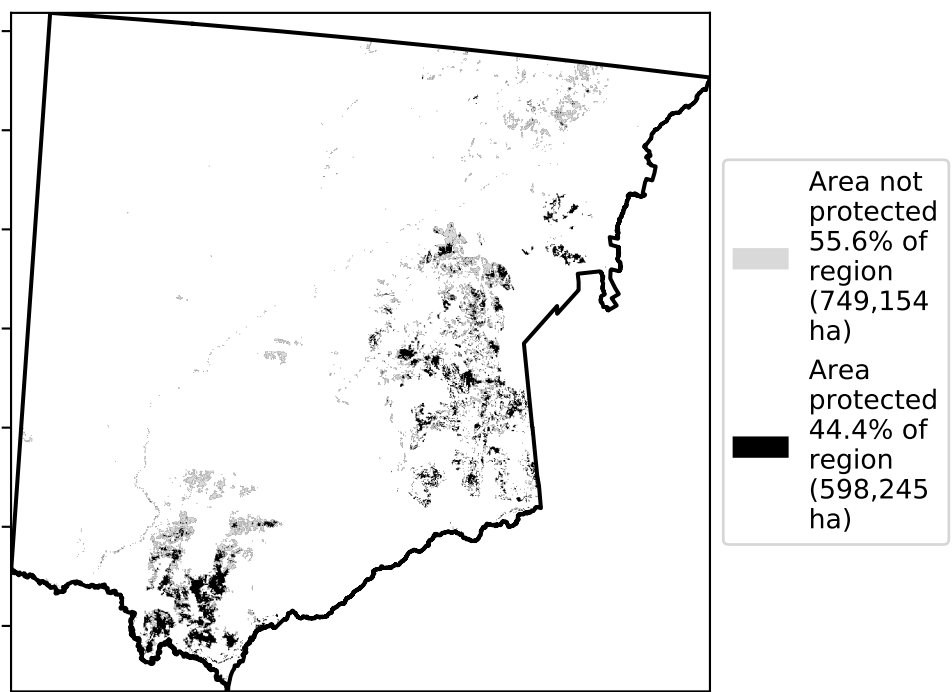 Area not
protected
55.6% of
region
(749,154
ha)
Area
protected
44.4% of
region
(598,245
ha)